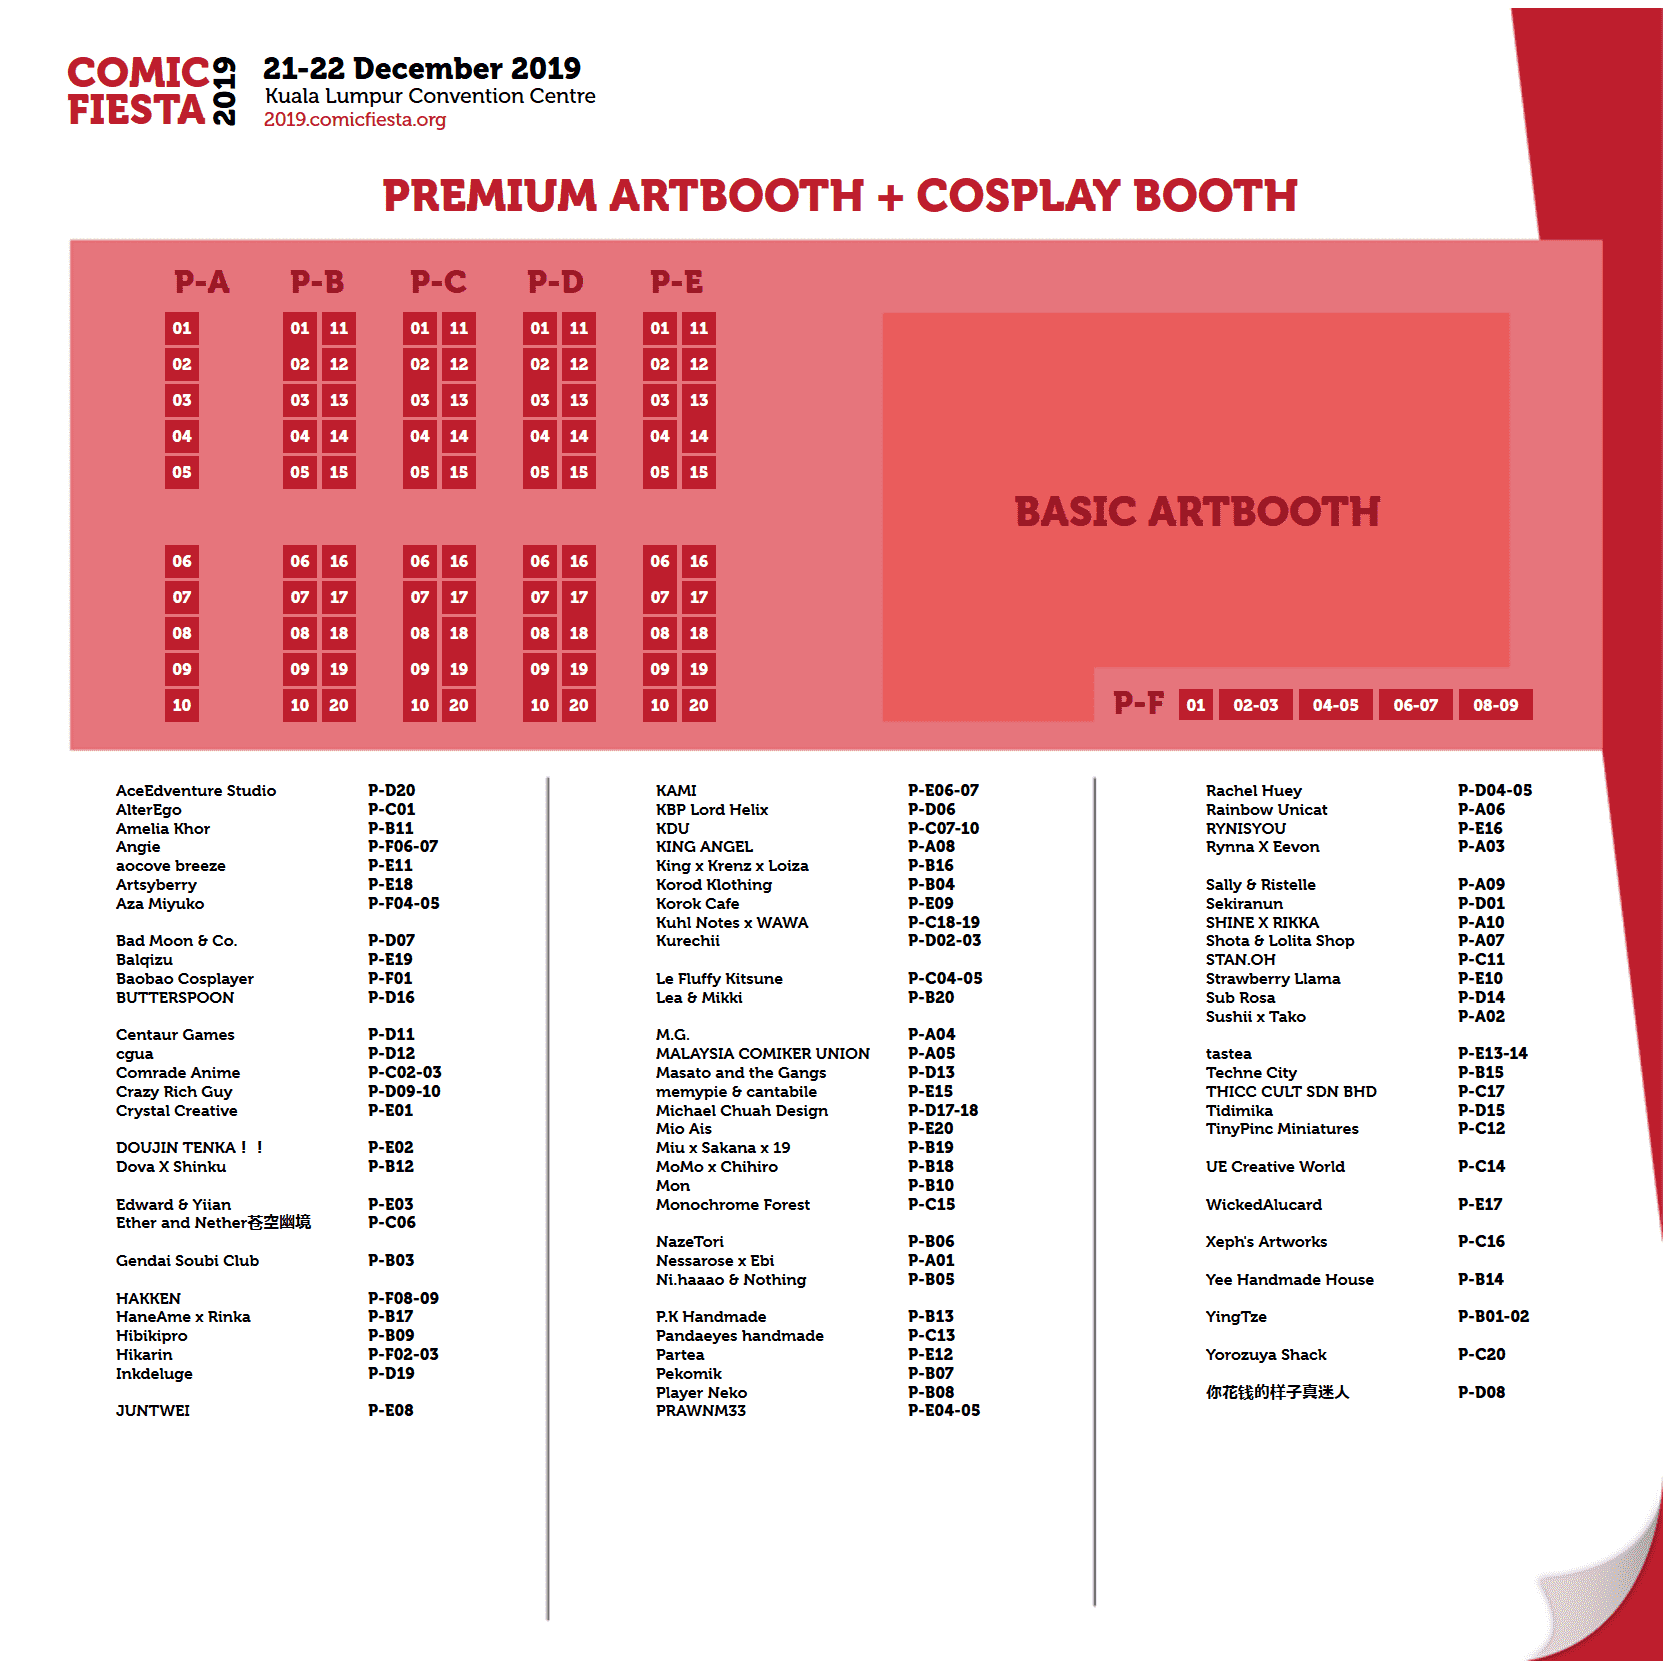 COMIC
FIESTA
2019
21-22 December 2019
Kuala Lumpur Convention Centre
2019.comicfiesta.org
PREMIUM ARTBOOTH + COSPLAY BOOTH
P-A P-B P-C P-D P-E
01 01 11 01 11 01 11 01 11
02 02 12 02 12 02 12 02 12
03 03 13 03 13 03 13 03 13
04 04 14 04 14 04 14 04 14
05 05 15 05 15 05 15 05 15
BASIC ARTBOOTH
06 06 16 06 16 06 16 06 16
07 07 17 07 17 07 17 07 17
08 08 18 08 18 08 18 08 18
09 09 19 09 19 09 19 09 19
10 10 20 10 20 10 20 10 20
P-F 01 02-03 04-05 06-07 08-09
AceEdventure Studio P-D20
AlterEgo P-C01
Amelia Khor P-B11
Angie P-F06-07
aocove breeze P-E11
Artsyberry P-E18
Aza Miyuko P-F04-05
Bad Moon & Co. P-D07
Balqizu P-E19
Baobao Cosplayer P-F01
BUTTERSPOON P-D16
Centaur Games P-D11
cgua P-D12
Comrade Anime P-C02-03
Crazy Rich Guy P-D09-10
Crystal Creative P-E01
DOUJIN TENKA！！ P-E02
Dova X Shinku P-B12
Edward & Yiian P-E03
Ether and Nether苍空幽境 P-C06
Gendai Soubi Club P-B03
HAKKEN P-F08-09
HaneAme x Rinka P-B17
Hibikipro P-B09
Hikarin P-F02-03
Inkdeluge P-D19
JUNTWEI P-E08
KAMI P-E06-07
KBP Lord Helix P-D06
KDU P-C07-10
KING ANGEL P-A08
King x Krenz x Loiza P-B16
Korod Klothing P-B04
Korok Cafe P-E09
Kuhl Notes x WAWA P-C18-19
Kurechii P-D02-03
Le Fluffy Kitsune P-C04-05
Lea & Mikki P-B20
M.G. P-A04
MALAYSIA COMIKER UNION P-A05
Masato and the Gangs P-D13
memypie & cantabile P-E15
Michael Chuah Design P-D17-18
Mio Ais P-E20
Miu x Sakana x 19 P-B19
MoMo x Chihiro P-B18
Mon P-B10
Monochrome Forest P-C15
NazeTori P-B06
Nessarose x Ebi P-A01
Ni.haaao & Nothing P-B05
P.K Handmade P-B13
Pandaeyes handmade P-C13
Partea P-E12
Pekomik P-B07
Player Neko P-B08
PRAWNM33 P-E04-05
Rachel Huey P-D04-05
Rainbow Unicat P-A06
RYNISYOU P-E16
Rynna X Eevon P-A03
Sally & Ristelle P-A09
Sekiranun P-D01
SHINE X RIKKA P-A10
Shota & Lolita Shop P-A07
STAN.OH P-C11
Strawberry Llama P-E10
Sub Rosa P-D14
Sushii x Tako P-A02
tastea P-E13-14
Techne City P-B15
THICC CULT SDN BHD P-C17
Tidimika P-D15
TinyPinc Miniatures P-C12
UE Creative World P-C14
WickedAlucard P-E17
Xeph's Artworks P-C16
Yee Handmade House P-B14
YingTze P-B01-02
Yorozuya Shack P-C20
你花钱的样子真迷人 P-D08